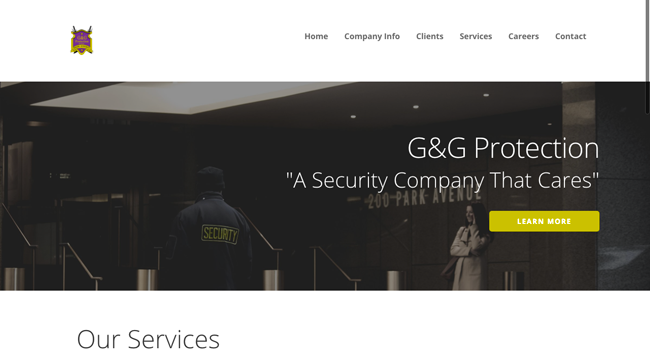 Home Company Info Clients Services Careers Contact
G&G Protection
"A Security Company That Cares"
200 PARK AVENUE
LEARN MORE
SECURITY
Our Services